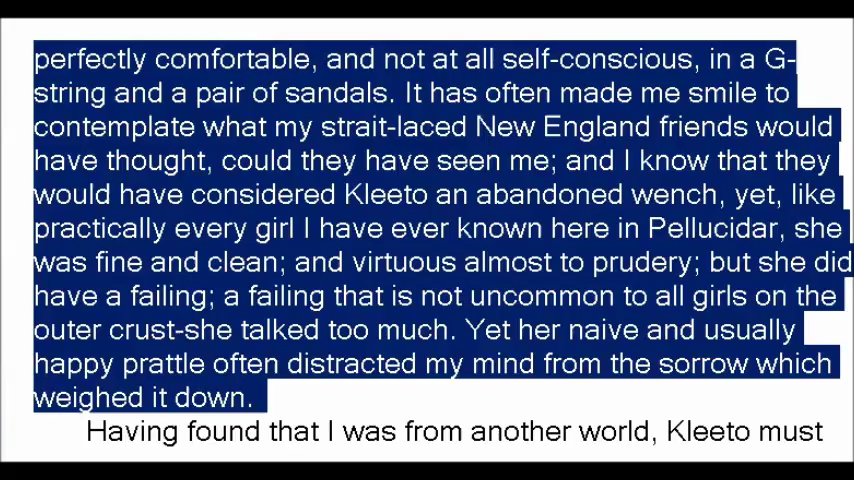 perfectly comfortable, and not at all self-conscious, in a G-
string and a pair of sandals. It has often made me smile to
contemplate what my strait-laced New England friends would
have thought, could they have seen me; and I know that they
would have considered Kleeto an abandoned wench, yet, like
practically every girl I have ever known here in Pellucidar, she
was fine and clean; and virtuous almost to prudery; but she did
have a failing; a failing that is not uncommon to all girls on the
outer crust-she talked too much. Yet her naive and usually
happy prattle often distracted my mind from the sorrow which
weighed it down.
Having found that I was from another world, Kleeto must